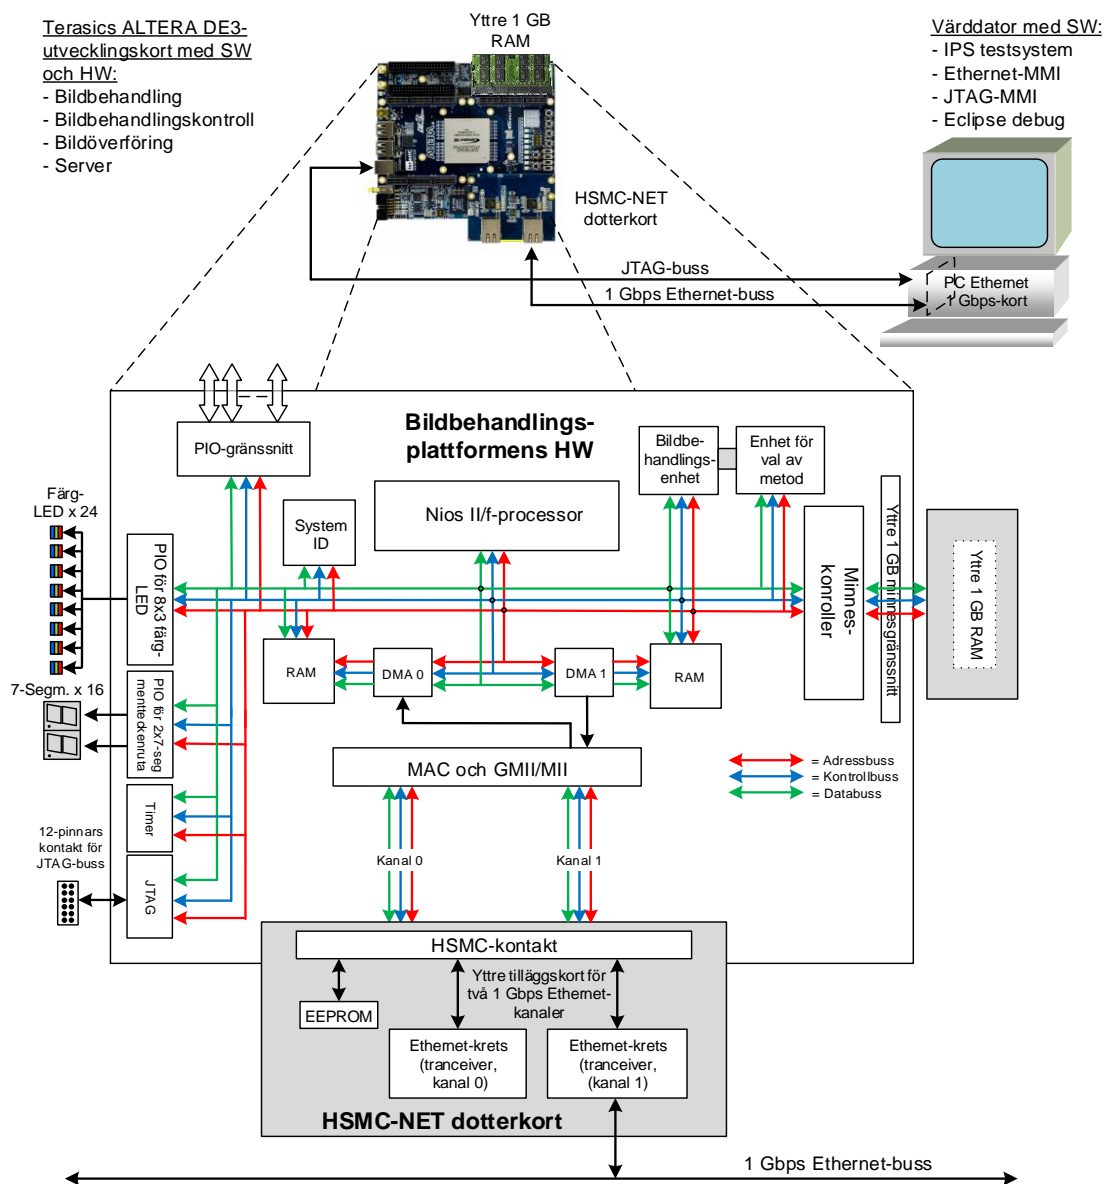 Terasics ALTERA DE3-
utvecklingskort med SW
och HW:
- Bildbehandling
- Bildbehandlingskontroll
- Bildöverföring
- Server
Yttre 1 GB
RAM
Värddator med SW:
- IPS testsystem
- Ethernet-MMI
- JTAG-MMI
- Eclipse debug
HSMC-NET
dotterkort
JTAG-buss
1 Gbps Ethernet-buss
PC Ethernet
1 Gbps-kort
Bildbehandlings-
plattformens HW
PIO-gränssnitt
Bildbe-
handlings-
enhet
Enhet för
val av
metod
Färg-
LED x 24
System
ID
Nios II/f-processor
PIO för
8x3 färg-
LED
Minnes-
konroller
Yttre 1 GB minnesgränssnitt
Yttre 1 GB RAM
RAM
DMA 0
DMA 1
RAM
7-Segm. x 16
PIO för 2x7-seg
mentteckenruta
MAC och GMII/MII
= Adressbuss
= Kontrollbuss
= Databuss
Timer
12-pinnars
kontakt för
JTAG-buss
JTAG
Kanal 0
Kanal 1
HSMC-kontakt
Yttre tilläggskort för
två 1 Gbps Ethernet-
kanaler
EEPROM
Ethernet-krets
(tranceiver,
kanal 0)
Ethernet-krets
(tranceiver,
(kanal 1)
HSMC-NET dotterkort
1 Gbps Ethernet-buss